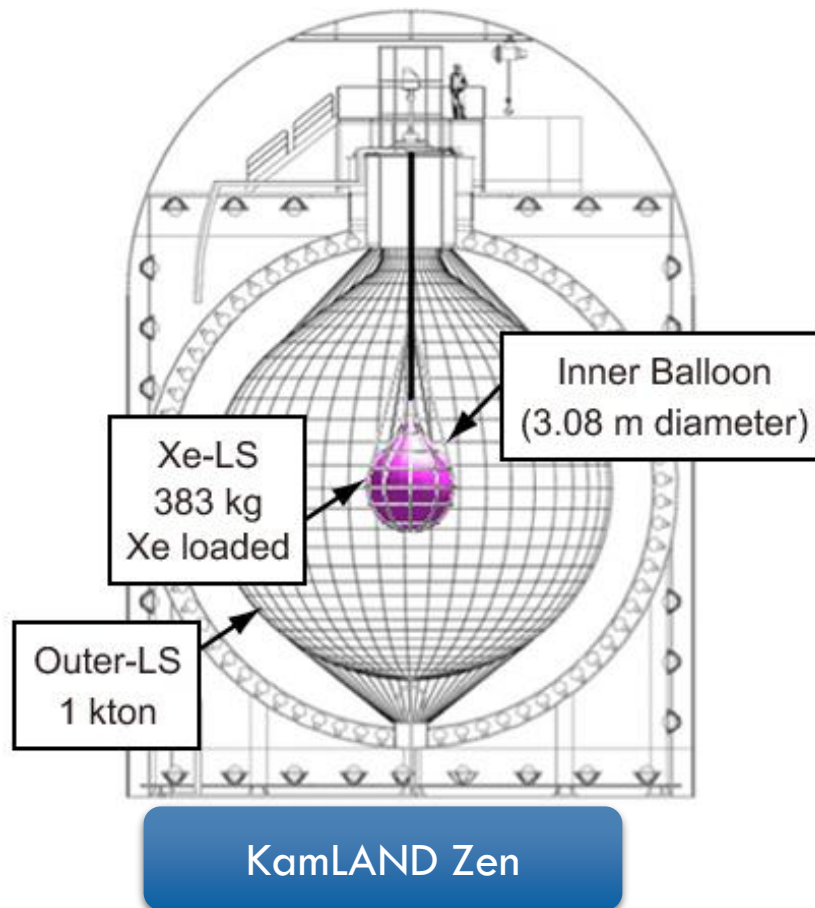 Inner Balloon
(3.08 m diameter)
Xe-LS
383 kg
Xe loaded
Outer-LS
1 kton
KamLAND Zen